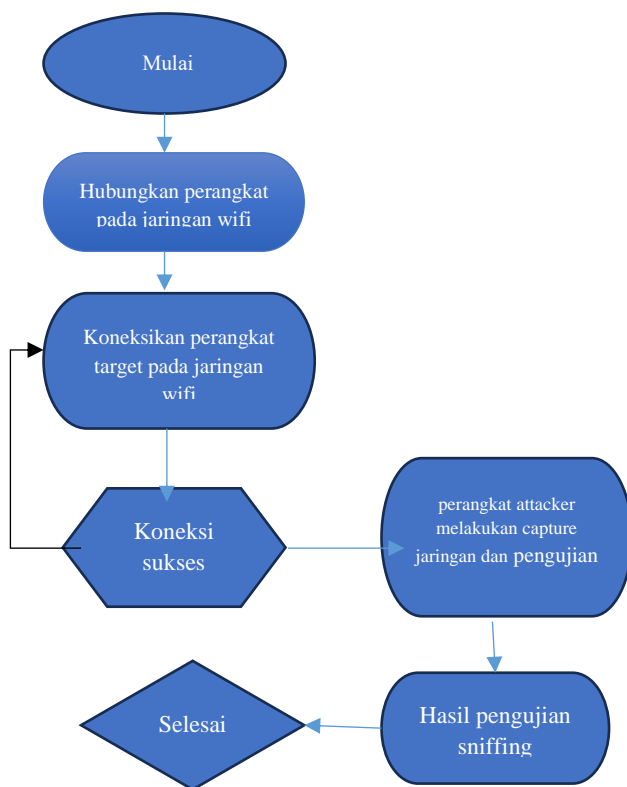 Mulai
Hubungkan perangkat
pada jaringan wifi
Koneksikan perangkat
target pada jaringan
wifi
Koneksi
sukses
perangkat attacker
melakukan capture
jaringan dan pengujian
Hasil pengujian
sniffing
Selesai